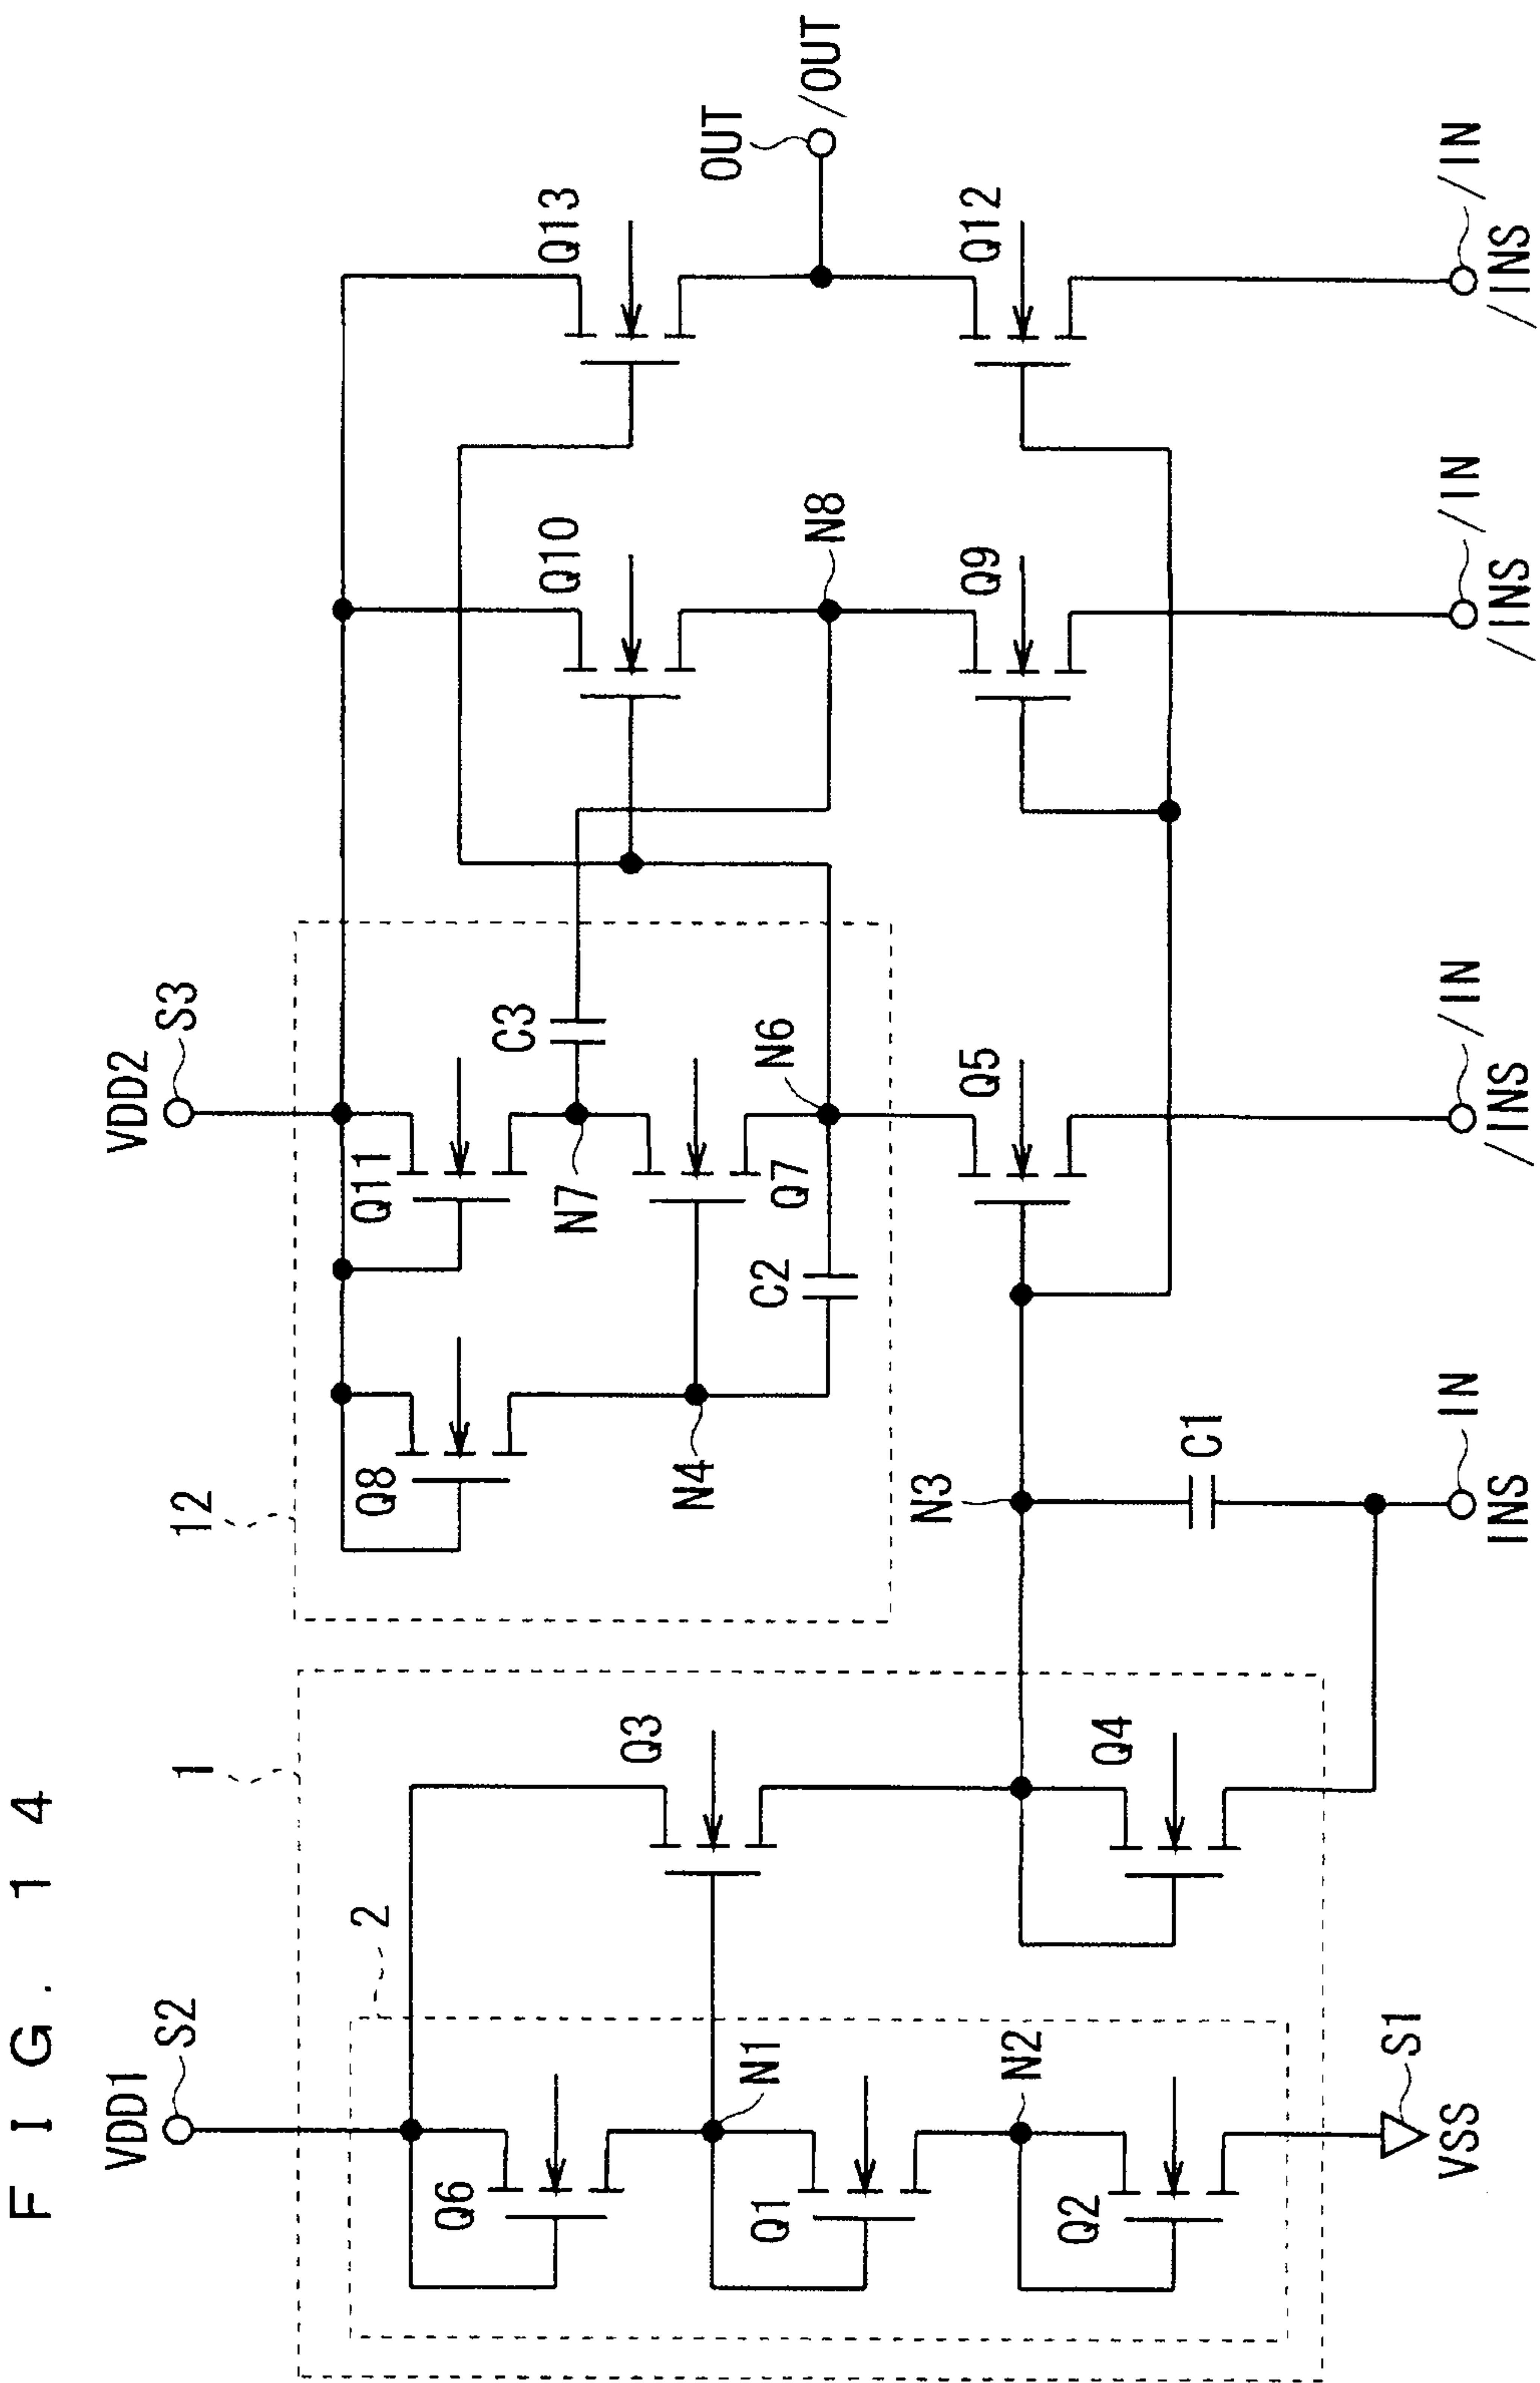 FIG. 14
VDD1
S2
VDD2
S3
1
2
12
Q6
N1
Q1
N2
Q2
S1
VSS
Q3
Q4
Q8
N4
Q11
N7
C3
Q7
C2
N6
N3
C1
IN
INS
Q5
/IN
/INS
Q10
N8
Q9
/IN
/INS
Q13
OUT
/OUT
Q12
/IN
/INS